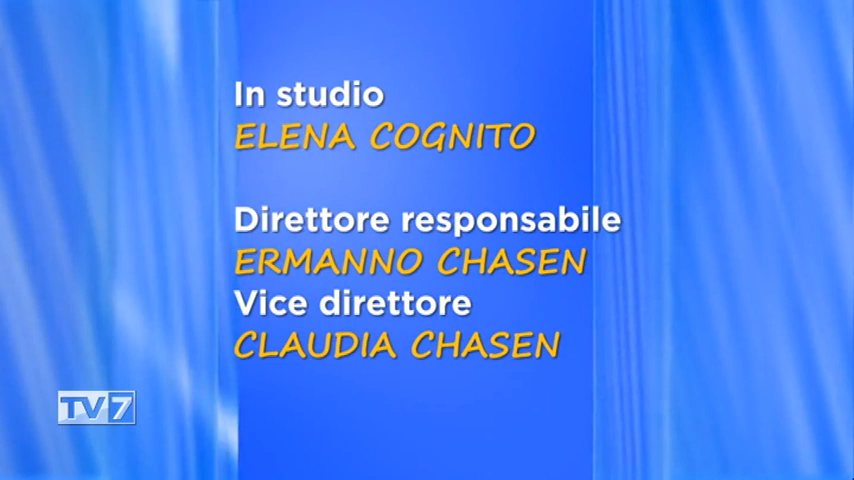 In studio
ELENA COGNITO
Direttore responsabile
ERMANNO CHASEN
Vice direttore
CLAUDIA CHASEN
TV7